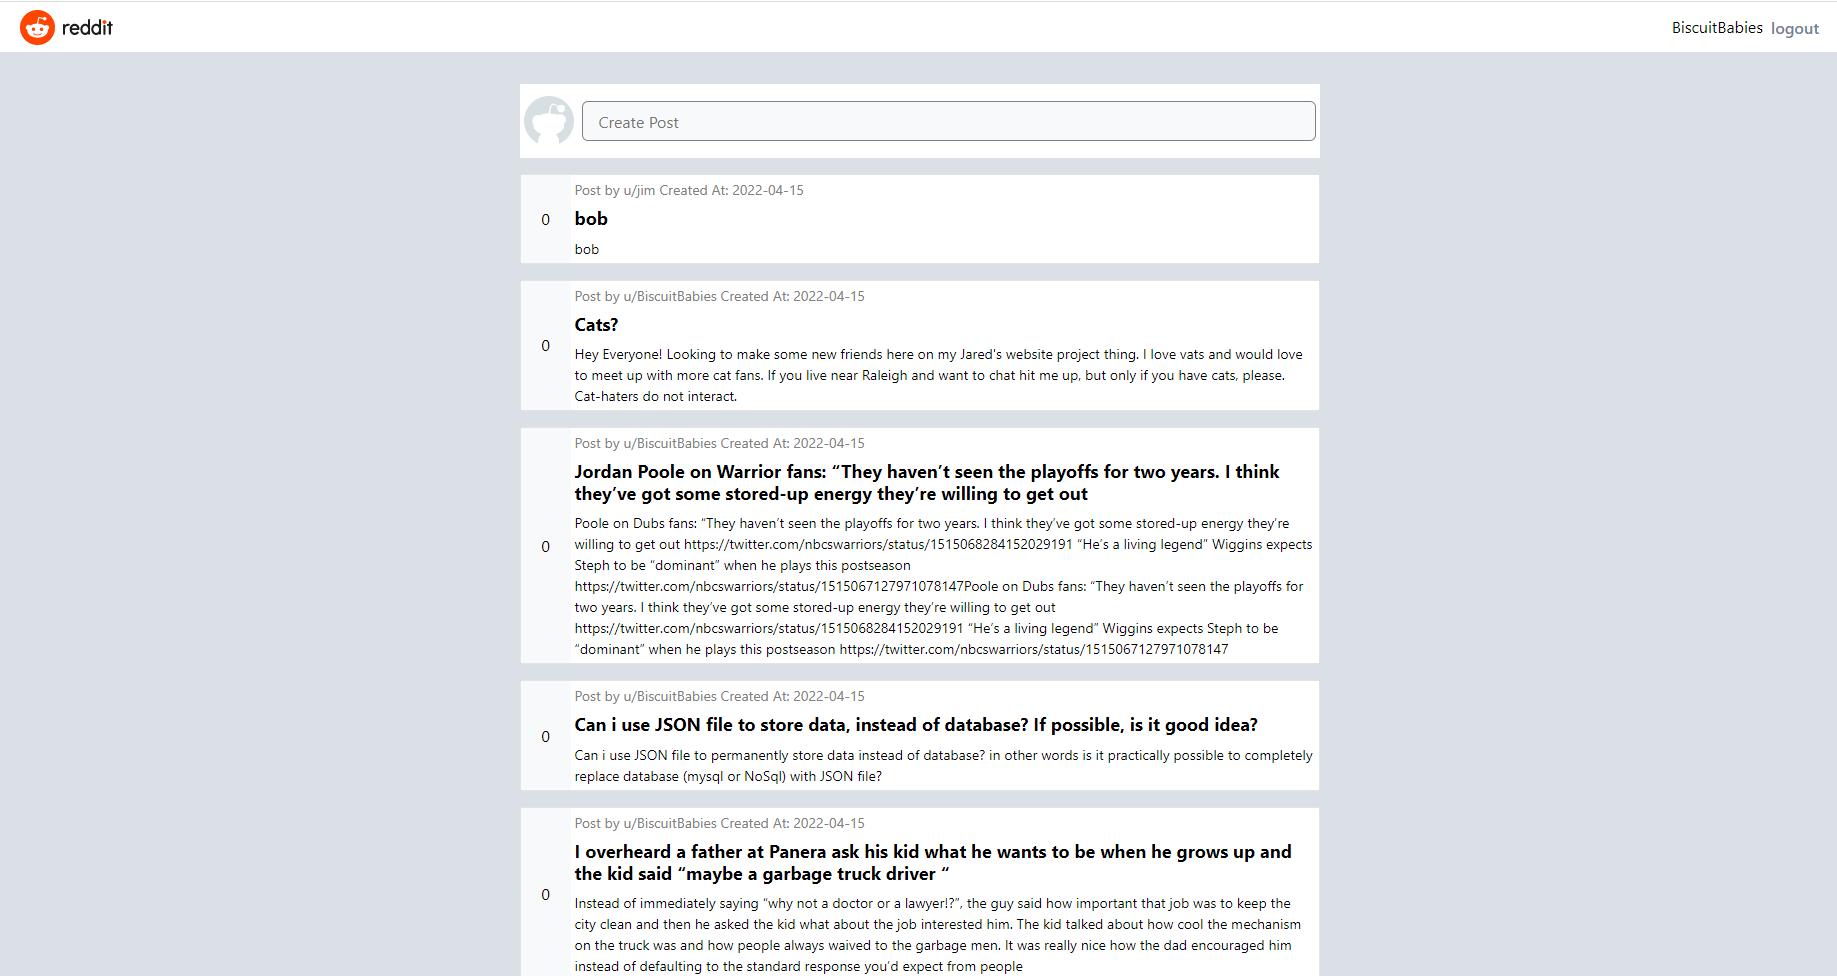 reddit
BiscuitBabies logout
Create Post
Post by u/jim Created At: 2022-04-15
0
bob
bob
Post by u/BiscuitBabies Created At: 2022-04-15
Cats?
0
Hey Everyone! Looking to make some new friends here on my Jared's website project thing. I love vats and would love
to meet up with more cat fans. If you live near Raleigh and want to chat hit me up, but only if you have cats, please.
Cat-haters do not interact.
Post by u/BiscuitBabies Created At: 2022-04-15
Jordan Poole on Warrior fans: “They haven’t seen the playoffs for two years. I think
they’ve got some stored-up energy they’re willing to get out
Poole on Dubs fans: “They haven’t seen the playoffs for two years. I think they’ve got some stored-up energy they’re
0
willing to get out https://twitter.com/nbcswarriors/status/1515068284152029191 “He’s a living legend” Wiggins expects
Steph to be “dominant” when he plays this postseason
https://twitter.com/nbcswarriors/status/1515067127971078147Poole on Dubs fans: “They haven’t seen the playoffs for
two years. I think they’ve got some stored-up energy they’re willing to get out
https://twitter.com/nbcswarriors/status/1515068284152029191 “He’s a living legend” Wiggins expects Steph to be
“dominant” when he plays this postseason https://twitter.com/nbcswarriors/status/1515067127971078147
Post by u/BiscuitBabies Created At: 2022-04-15
Can i use JSON file to store data, instead of database? If possible, is it good idea?
0
Can i use JSON file to permanently store data instead of database? in other words is it practically possible to completely
replace database (mysql or NoSql) with JSON file?
Post by u/BiscuitBabies Created At: 2022-04-15
I overheard a father at Panera ask his kid what he wants to be when he grows up and
the kid said “maybe a garbage truck driver “
0
Instead of immediately saying “why not a doctor or a lawyer!?”, the guy said how important that job was to keep the
city clean and then he asked the kid what about the job interested him. The kid talked about how cool the mechanism
on the truck was and how people always waived to the garbage men. It was really nice how the dad encouraged him
instead of defaulting to the standard response you’d expect from people